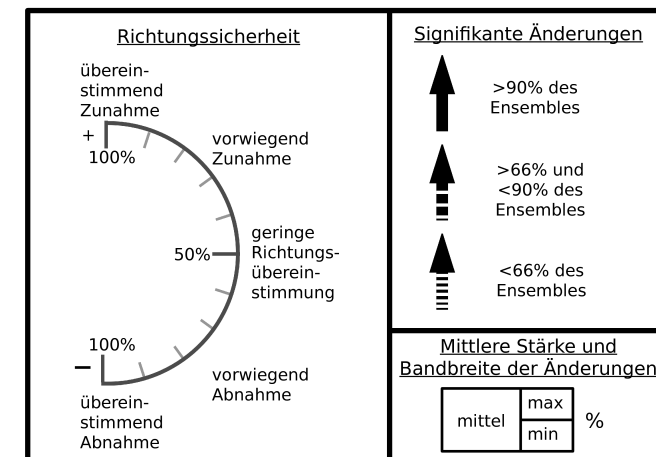 Richtungssicherheit
überein-
stimmend
Zunahme
+
100%
vorwiegend
Zunahme
50%
geringe
Richtungs-
überein-
stimmung
100%
–
vorwiegend
Abnahme
überein-
stimmend
Abnahme
Signifikante Änderungen
>90% des
Ensembles
>66% und
<90% des
Ensembles
<66% des
Ensembles
Mittlere Stärke und
Bandbreite der Änderungen
mittel
max
min
%